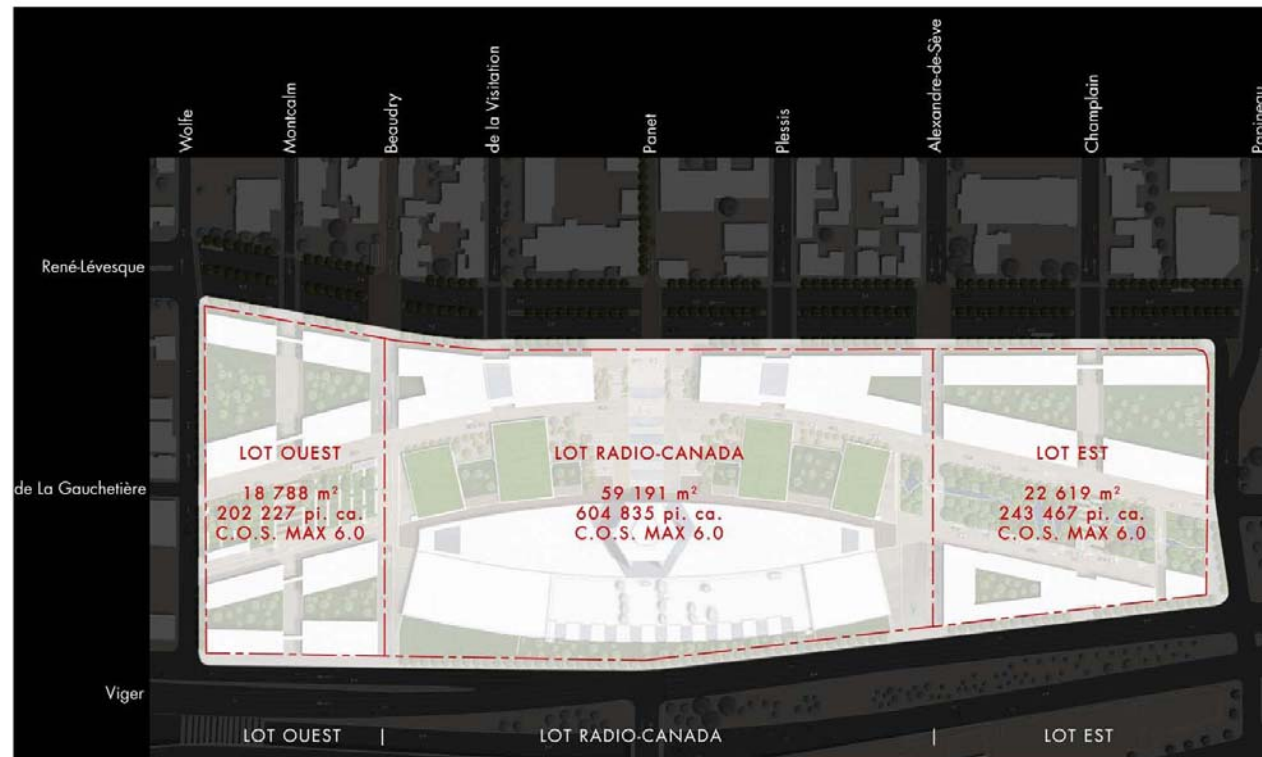 Wolfe
Montcalm
Beaudry
de la Visitation
Panet
Plessis
Alexandre-de-Sève
Champlain
Papineau
René-Lévesque
de La Gauchetière
Viger
LOT OUEST
18 788 m²
202 227 pi. ca.
C.O.S. MAX 6.0
LOT RADIO-CANADA
59 191 m²
604 835 pi. ca.
C.O.S. MAX 6.0
LOT EST
22 619 m²
243 467 pi. ca.
C.O.S. MAX 6.0
LOT OUEST | LOT RADIO-CANADA | LOT EST